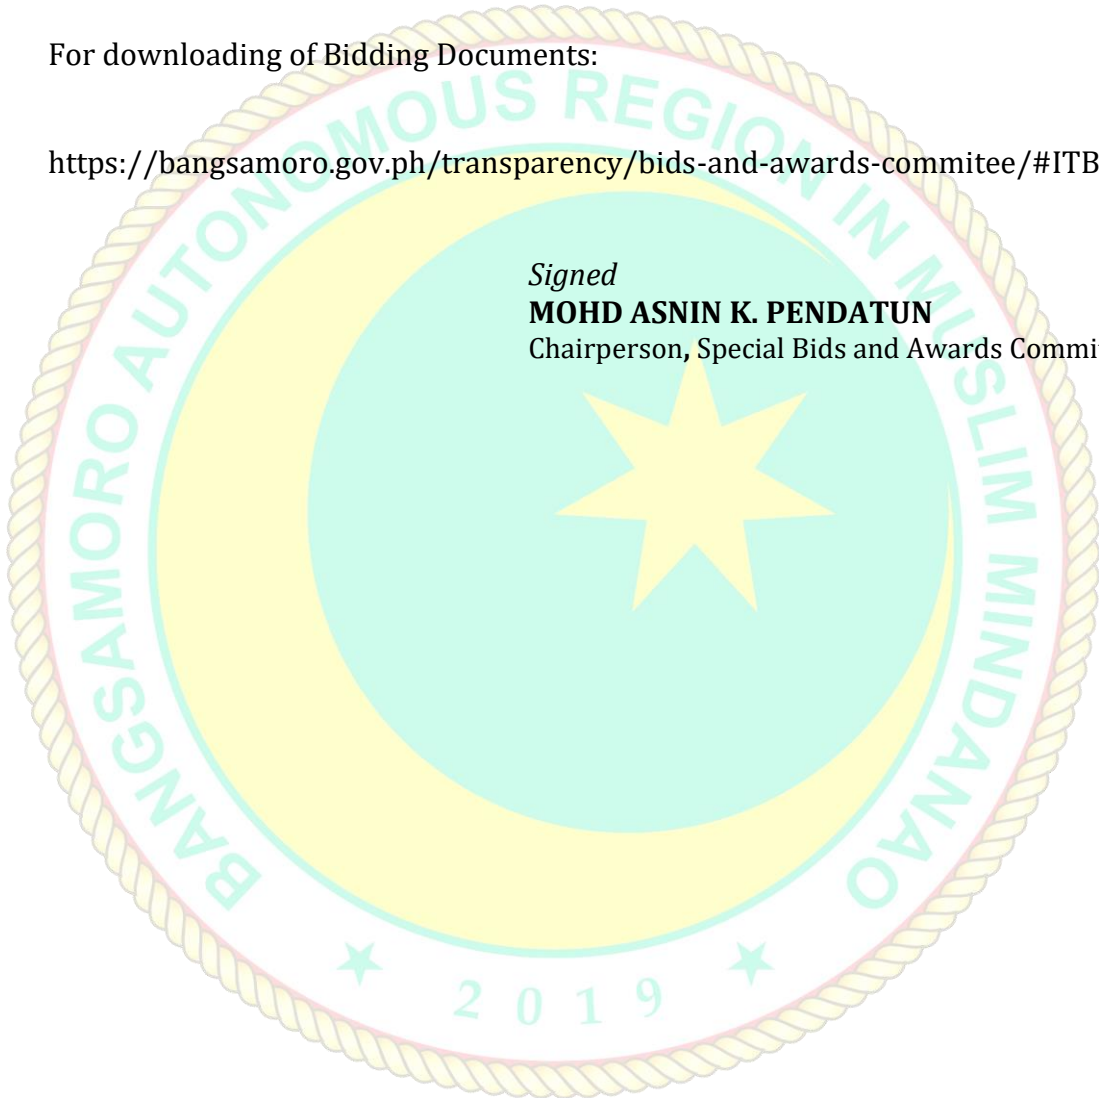 For downloading of Bidding Documents:
https://bangsamoro.gov.ph/transparency/bids-and-awards-commitee/#ITB
Signed
MOHD ASNIN K. PENDATUN
Chairperson, Special Bids and Awards
BANGSAMORO AUTONOMOUS REGION IN MUSLIM MINDANAO
2019